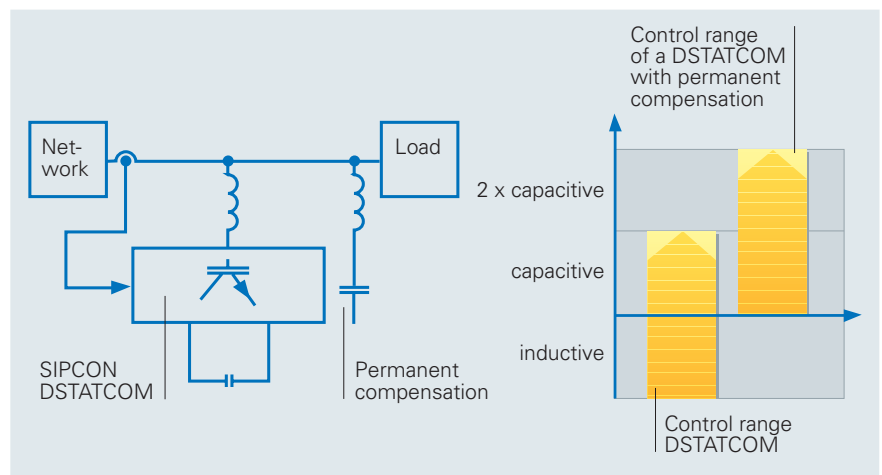 Net-
work
Load
SIPCON
DSTATCOM
Permanent
compensation
Control range
of a DSTATCOM
with permanent
compensation
2 x capacitive
capacitive
inductive
Control range
DSTATCOM